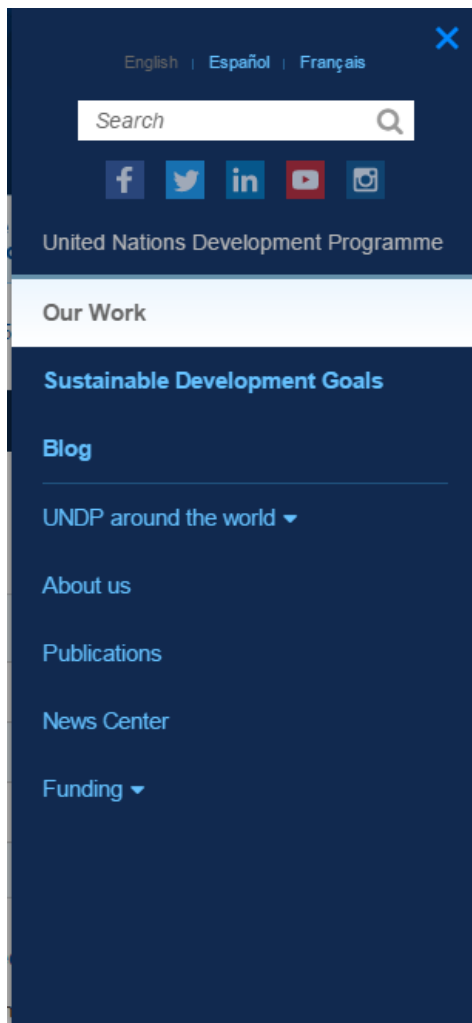 English | Español | Français
Search
United Nations Development Programme
Our Work
Sustainable Development Goals
Blog
UNDP around the world
About us
Publications
News Center
Funding